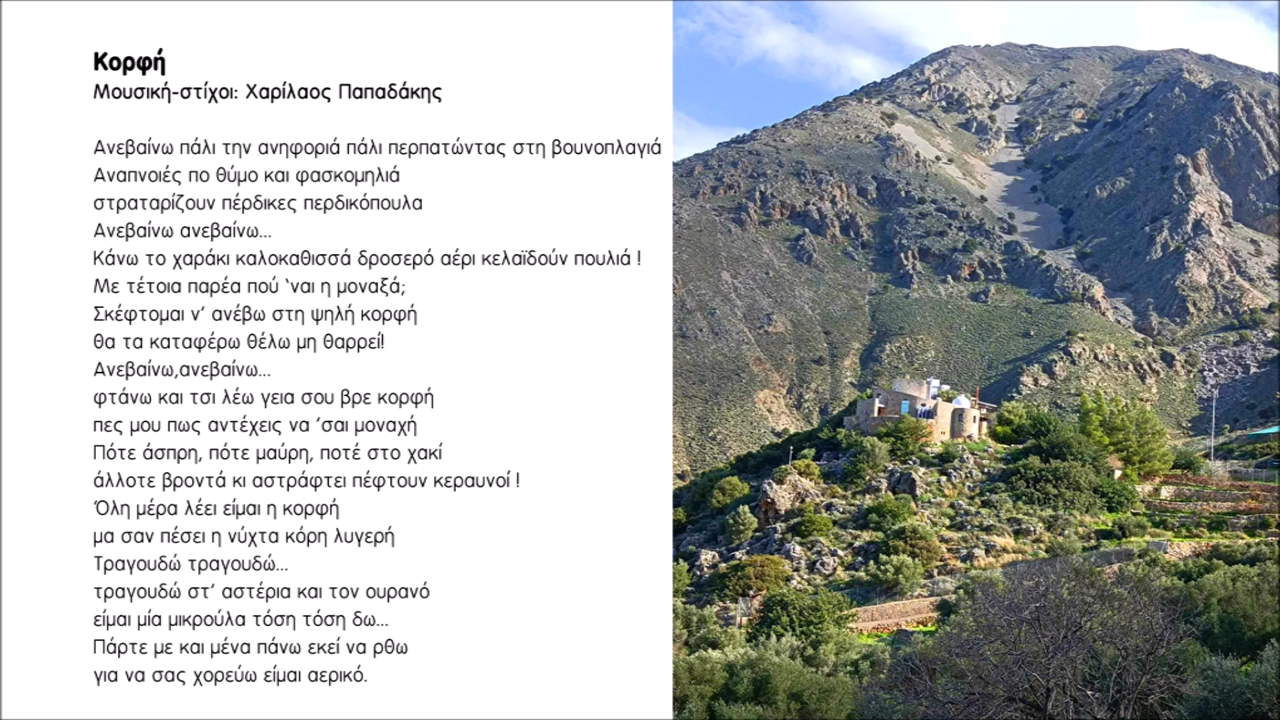 Κορφή
Μουσική-στίχοι: Χαρίλαος Παπαδάκης
Ανεβαίνω πάλι την ανηφοριά πάλι περπατώντας στη βουνοπλαγιά
Αναπνοιές πο θύμο και φασκομηλιά
στραταρίζουν πέρδικες περδικόπουλα
Ανεβαίνω ανεβαίνω...
Κάνω το χαράκι καλοκαθισσά δροσερό αέρι κελαϊδούν πουλιά !
Με τέτοια παρέα πού ‘ναι η μοναξά;
Σκέφτομαι ν’ ανέβω στη ψηλή κορφή
θα τα καταφέρω θέλω μη θαρρεί!
Ανεβαίνω,ανεβαίνω...
φτάνω και τσι λέω γεια σου βρε κορφή
πες μου πως αντέχεις να ‘σαι μοναχή
Πότε άσπρη, πότε μαύρη, ποτέ στο χακί
άλλοτε βροντά κι αστράφτει πέφτουν κεραυνοί !
Όλη μέρα λέει είμαι η κορφή
μα σαν πέσει η νύχτα κόρη λυγερή
Τραγουδώ τραγουδώ...
τραγουδώ στ’ αστέρια και τον ουρανό
είμαι μία μικρούλα τόση τόση δω...
Πάρτε με και μένα πάνω εκεί να ρθω
για να σας χορεύω είμαι αερικό.